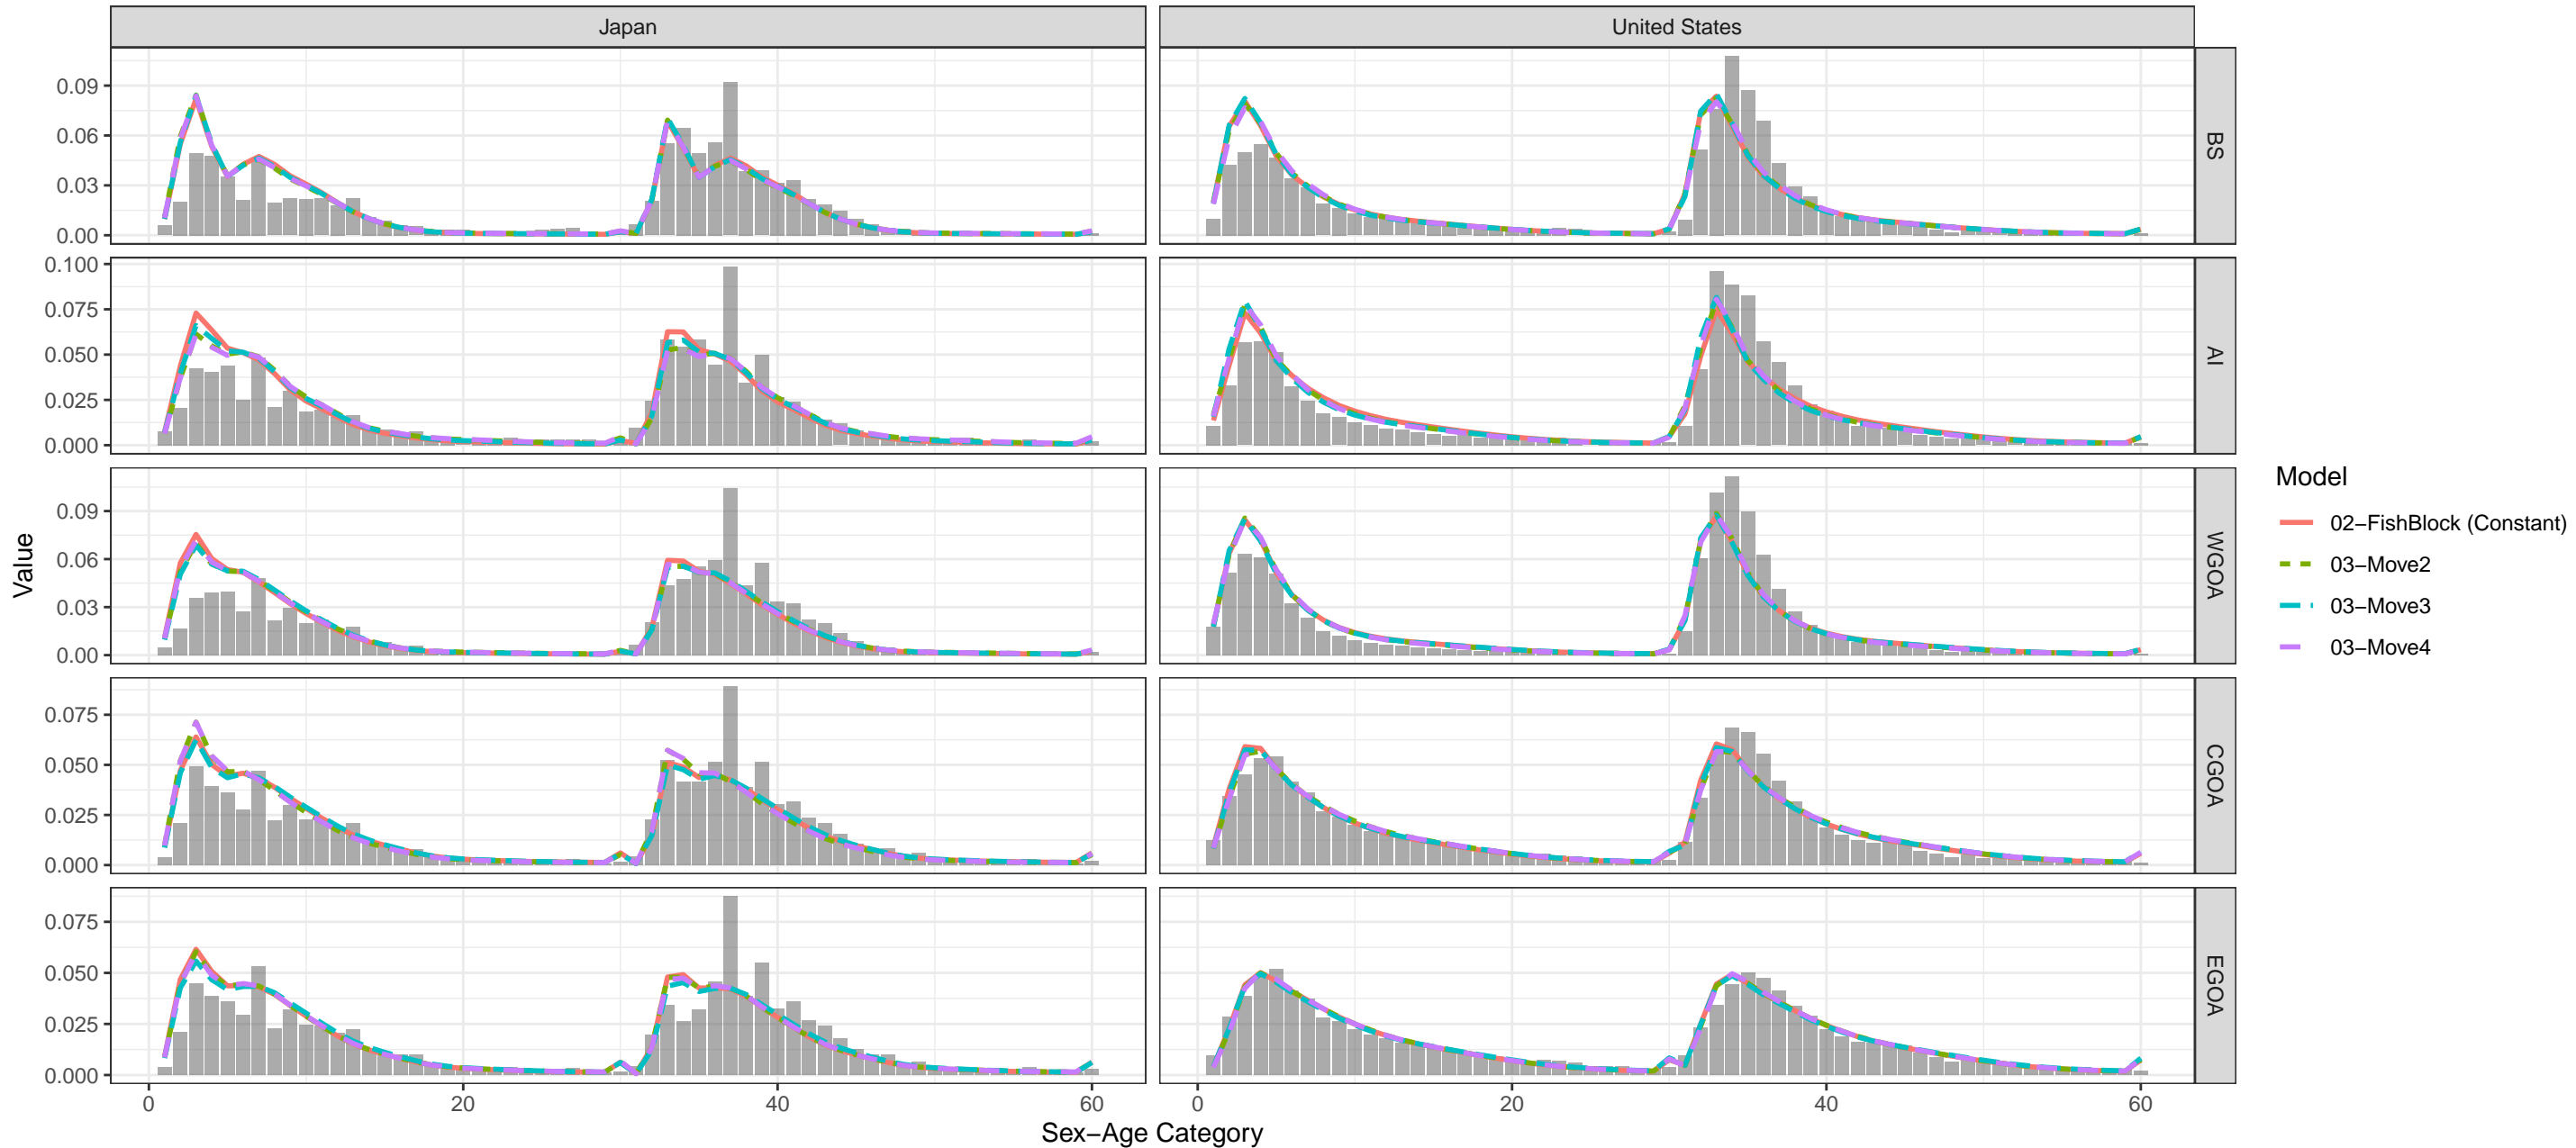 Japan
United States
0.09
0.06
0.03
0.00
BS
0.100
0.075
0.050
0.025
0.000
AI
0.09
0.06
0.03
0.00
WGOA
0.075
0.050
0.025
0.000
CGOA
0.075
0.050
0.025
0.000
EGOA
0 20 40 60
0 20 40 60
Sex−Age Category
Value
Model
02−FishBlock (Constant)
03−Move2
03−Move3
03−Move4